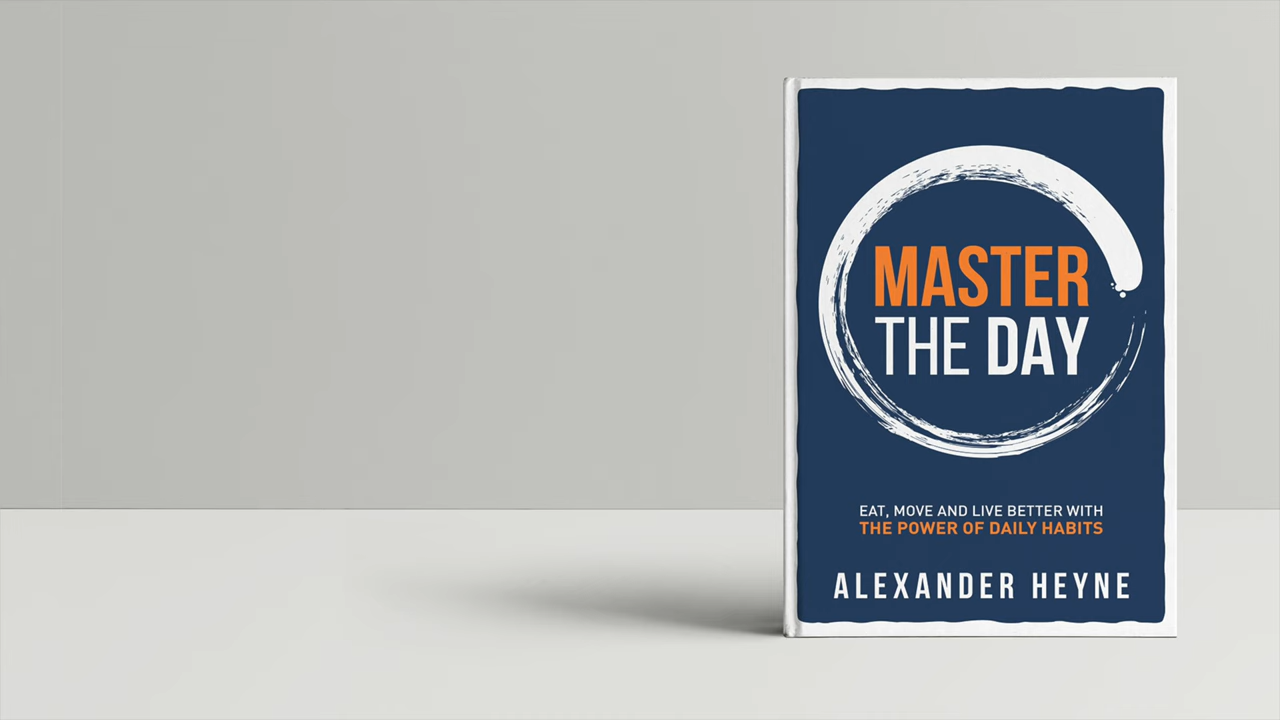 MASTER
THE DAY
EAT, MOVE AND LIVE BETTER WITH
THE POWER OF DAILY HABITS
ALEXANDER HEYNE